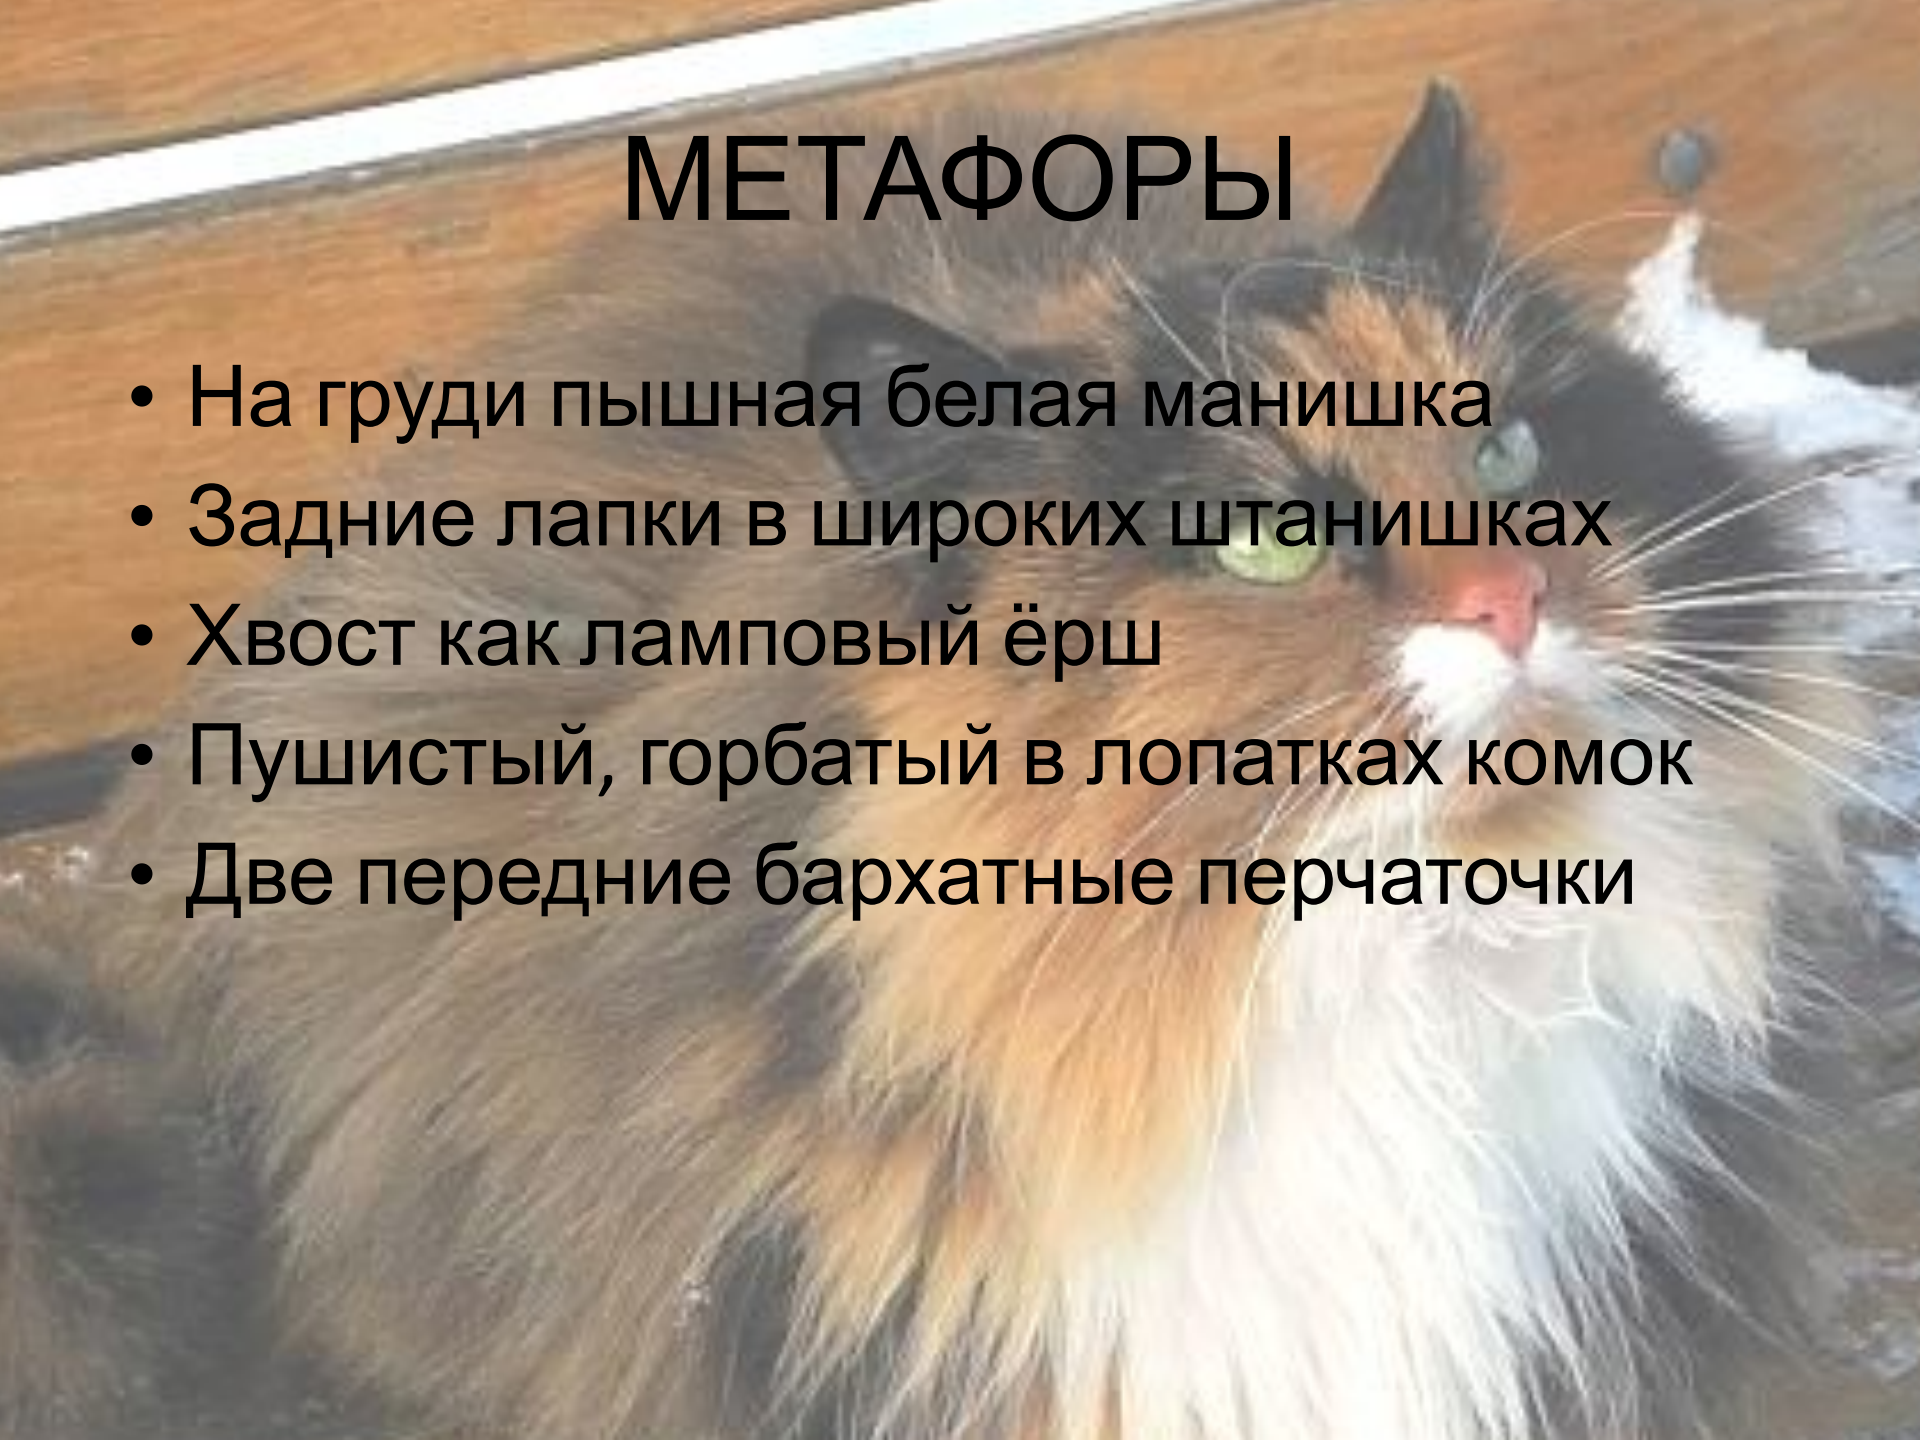 МЕТАФОРЫ
• На груди пышная белая манишка
• Задние лапки в широких штанишках
• Хвост как ламповый ёрш
• Пушистый, горбатый в лопатках комок
• Две передние бархатные перчаточки